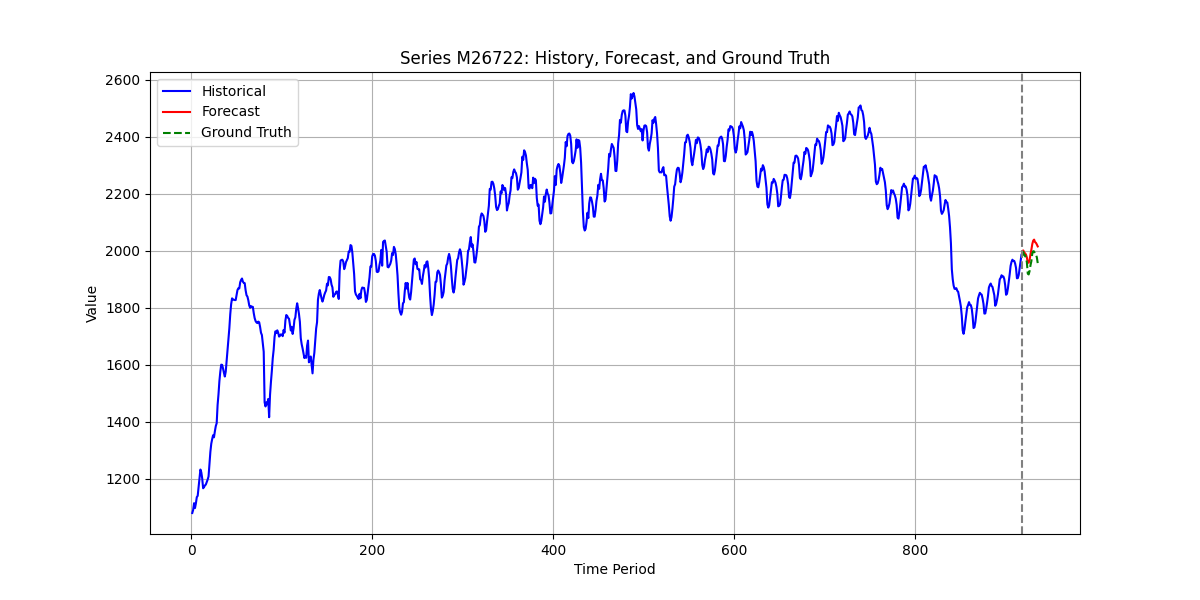 Series M26722: History, Forecast, and Ground Truth
Historical
Forecast
Ground Truth
2600
2400
2200
2000
1800
1600
1400
1200
Value
0 200 400 600 800
Time Period